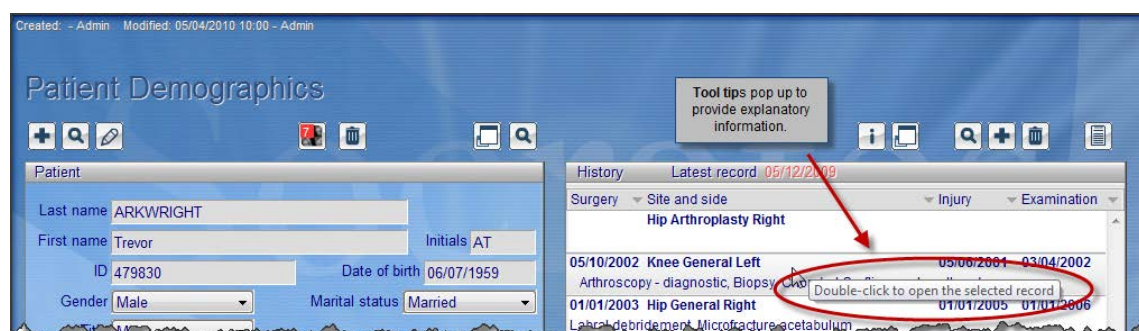 Created: - Admin Modified: 05/04/2010 10:00 - Admin
Patient Demographics
Tool tips pop up to
provide explanatory
information.
7
Patient
History Latest record 05/12/2009
Surgery Site and side Injury Examination
Last name ARKWRIGHT
Hip Arthroplasty Right
First name Trevor Initials AT
ID 479830 Date of birth 06/07/1959
05/10/2002 Knee General Left 05/06/2001 03/04/2002
Arthroscopy - diagnostic, Biopsy,
Double-click to open the selected record
Gender Male Marital status Married
01/01/2003 Hip General Right 01/01/2005 01/01/2006
Labral debridement, Microfracture acetabulum